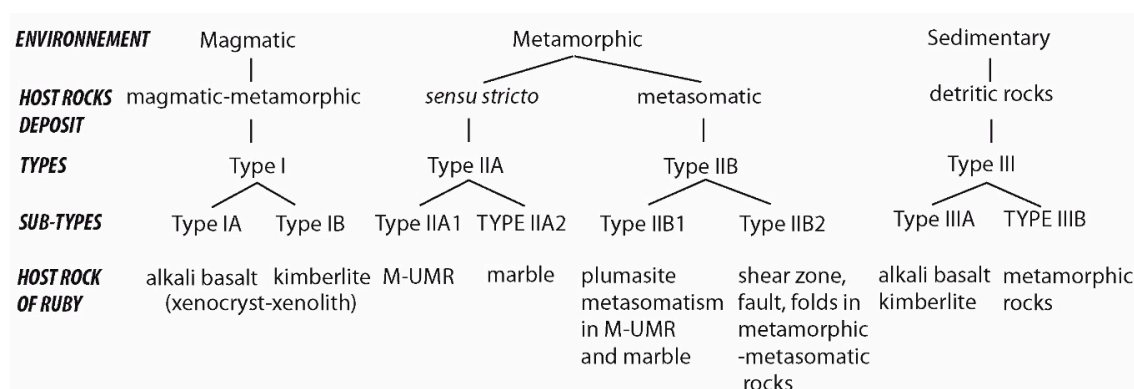 ENVIRONNEMENT Magmatic Metamorphic Sedimentary
HOST ROCKS magmatic-metamorphic sensu stricto metasomatic detritic rocks
DEPOSIT
TYPES Type I Type IIA Type IIB Type III
SUB-TYPES Type IA Type IB Type IIA1 TYPE IIA2 Type IIB1 Type IIB2 Type IIIA TYPE IIIB
HOST ROCK alkali basalt kimberlite M-UMR marble plumasite shear zone, alkali basalt metamorphic
OF RUBY (xenocryst-xenolith) metasomatism fault, folds in kimberlite rocks
in M-UMR metamorphic
and marble -metasomatic
rocks